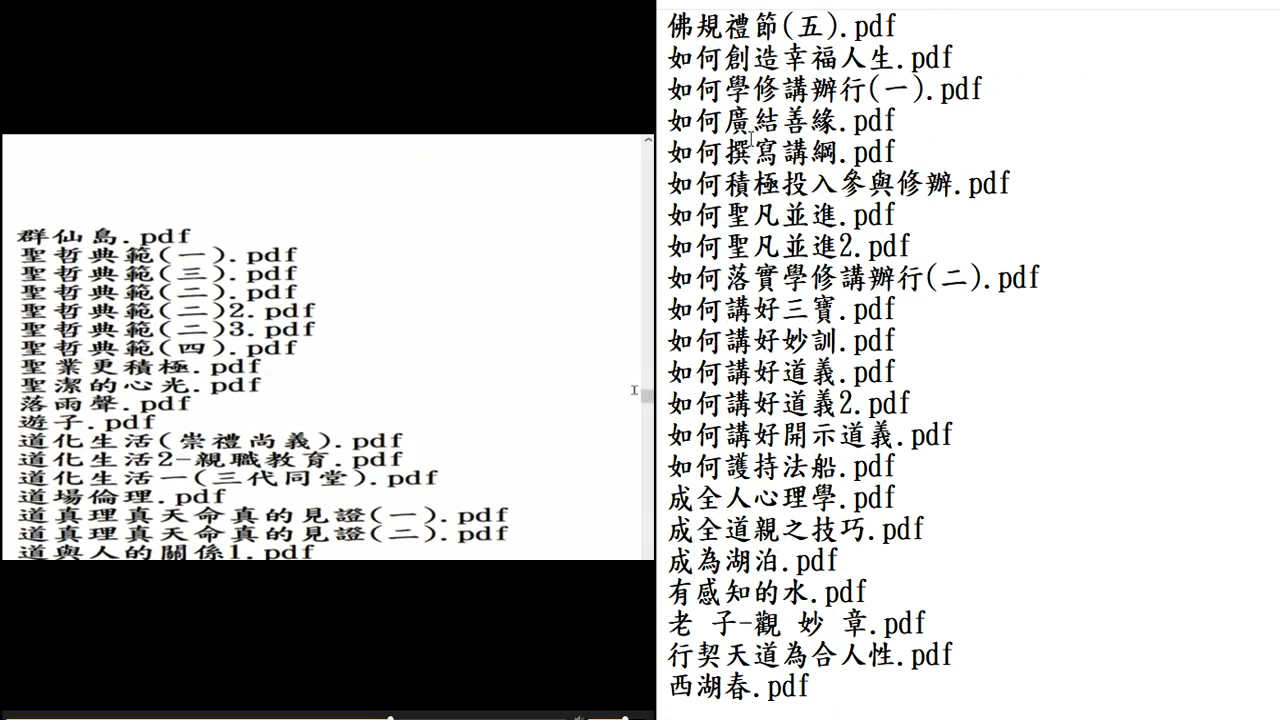 群仙島.pdf
聖哲典範(一).pdf
聖哲典範(三).pdf
聖哲典範(二).pdf
聖哲典範(二)2.pdf
聖哲典範(二)3.pdf
聖哲典範(四).pdf
聖業更積極.pdf
聖潔的心光.pdf
落雨聲.pdf
遊子.pdf
道化生活(崇禮尚義).pdf
道化生活2-親職教育.pdf
道化生活一(三代同堂).pdf
道場倫理.pdf
道真理真天命真的見證(一).pdf
道真理真天命真的見證(二).pdf
道與人的關係1.pdf
佛規禮節(五).pdf
如何創造幸福人生.pdf
如何學修講辦行(一).pdf
如何廣結善緣.pdf
如何撰寫講綱.pdf
如何積極投入參與修辦.pdf
如何聖凡並進.pdf
如何聖凡並進2.pdf
如何落實學修講辦行(二).pdf
如何講好三寶.pdf
如何講好妙訓.pdf
如何講好道義.pdf
如何講好道義2.pdf
如何講好開示道義.pdf
如何護持法船.pdf
成全人心理學.pdf
成全道親之技巧.pdf
成為湖泊.pdf
有感知的水.pdf
老 子-觀 妙 章.pdf
行契天道為合人性.pdf
西湖春.pdf